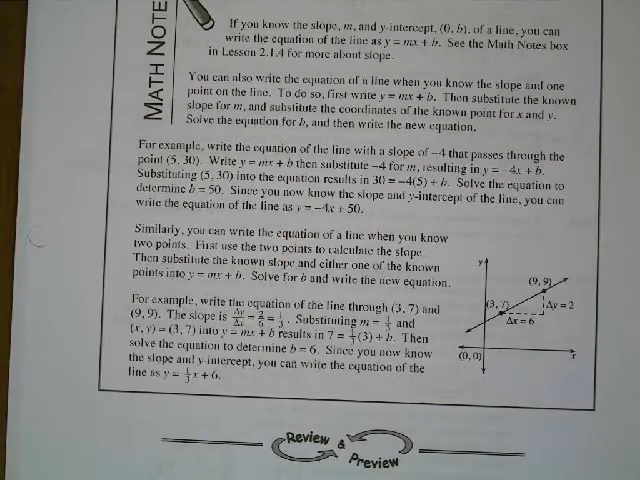 MATH NOTE
If you know the slope, m, and y-intercept, (0, b), of a line, you can
write the equation of the line as y = mx + b. See the Math Notes box
in Lesson 2.1.4 for more about slope.
You can also write the equation of a line when you know the slope and one
point on the line. To do so, first write y = mx + b. Then substitute the known
slope for m, and substitute the coordinates of the known point for x and y.
Solve the equation for b, and then write the new equation.
For example, write the equation of the line with a slope of −4 that passes through the
point (5, 30). Write y = mx + b then substitute −4 for m, resulting in y = −4x + b.
Substituting (5, 30) into the equation results in 30 = −4(5) + b. Solve the equation to
determine b = 50. Since you now know the slope and y-intercept of the line, you can
write the equation of the line as y = −4x + 50.
Similarly, you can write the equation of a line when you know
two points. First use the two points to calculate the slope.
Then substitute the known slope and either one of the known
points into y = mx + b. Solve for b and write the new equation.
For example, write the equation of the line through (3, 7) and
(9, 9). The slope is Δy/Δx = 2/6 = 1/3. Substituting m = 1/3 and
(x, y) = (3, 7) into y = mx + b results in 7 = 1/3(3) + b. Then
solve the equation to determine b = 6. Since you now know
the slope and y-intercept, you can write the equation of the
line as y = 1/3x + 6.
y
(9, 9)
(3, 7)
Δy = 2
Δx = 6
(0, 0)
x
Review
&
Preview